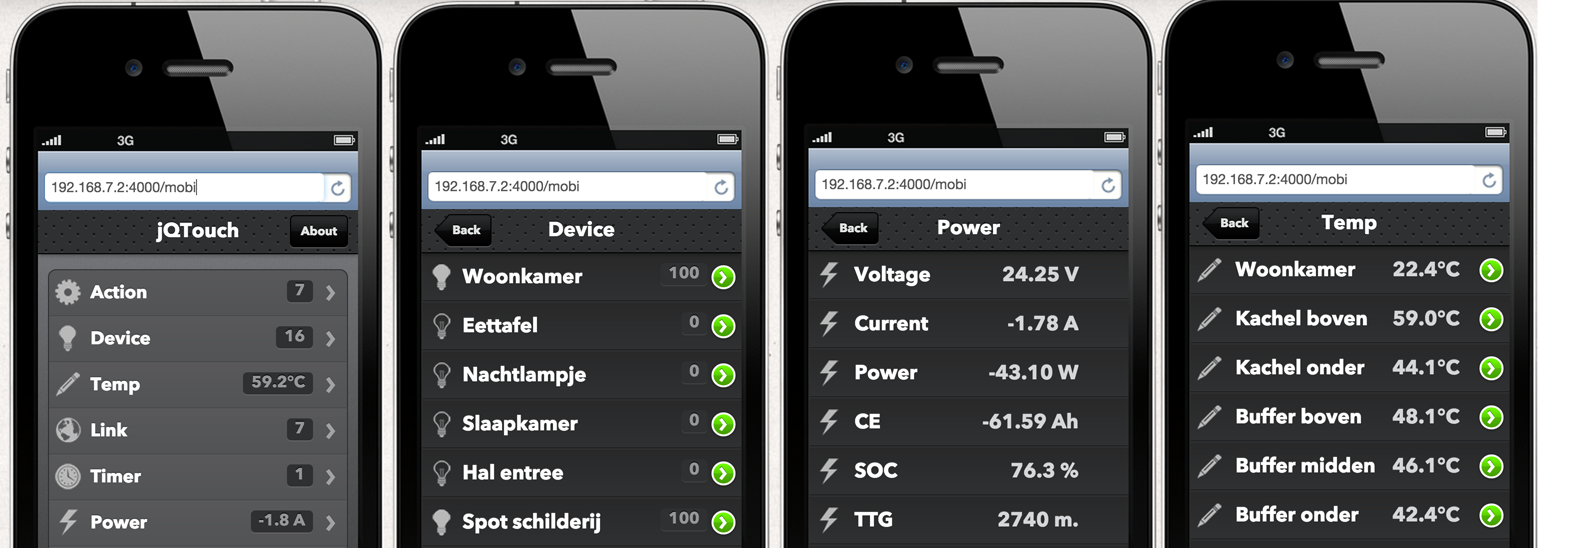 3G
192.168.7.2:4000/mobi
jQTouch
About
Action 7
Device 16
Temp 59.2°C
Link 7
Timer 1
Power -1.8 A
3G
192.168.7.2:4000/mobi
Back
Device
Woonkamer 100
Eettafel 0
Nachtlampje 0
Slaapkamer 0
Hal entree 0
Spot schilderij 100
3G
192.168.7.2:4000/mobi
Back
Power
Voltage 24.25 V
Current -1.78 A
Power -43.10 W
CE -61.59 Ah
SOC 76.3 %
TTG 2740 m.
3G
192.168.7.2:4000/mobi
Back
Temp
Woonkamer 22.4°C
Kachel boven 59.0°C
Kachel onder 44.1°C
Buffer boven 48.1°C
Buffer midden 46.1°C
Buffer onder 42.4°C